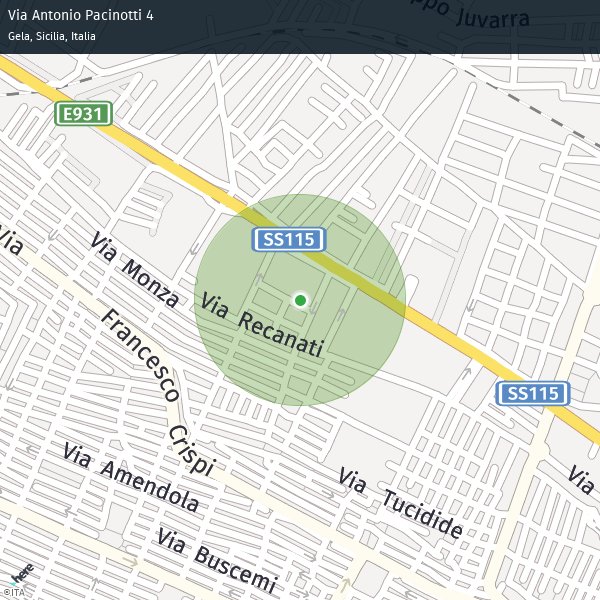 Via Antonio Pacinotti 4
Gela, Sicilia, Italia
Juvarra
E931
SS115
Via
Via Monza
Via Recanati
Francesco Crispi
SS115
Via Amendola
Via Tucidide
Via
Via Buscemi
here
©ITA